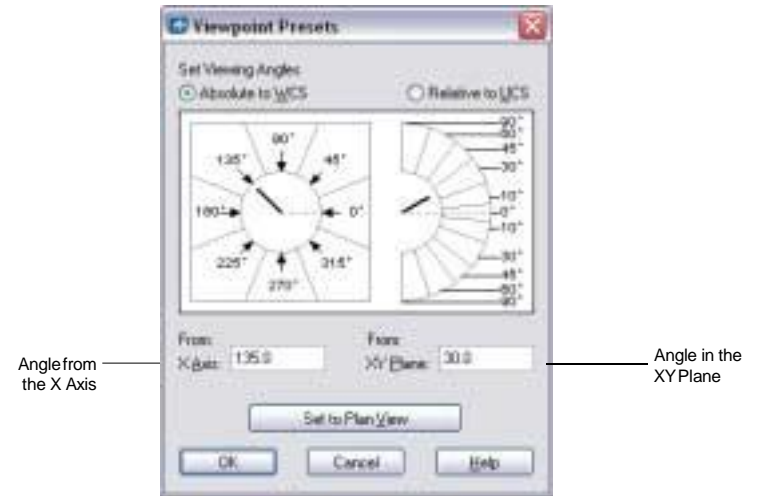 Viewpoint Presets
Set Viewing Angles
Absolute to WCS
Relative to UCS
90°
135°
45°
180°
0°
225°
315°
270°
90°
60°
45°
30°
10°
0°
-10°
-30°
-45°
-60°
-90°
From:
X Axis: 135.0
From:
XY Plane: 30.0
Angle from
the X Axis
Angle in the
XY Plane
Set to Plan View
OK
Cancel
Help